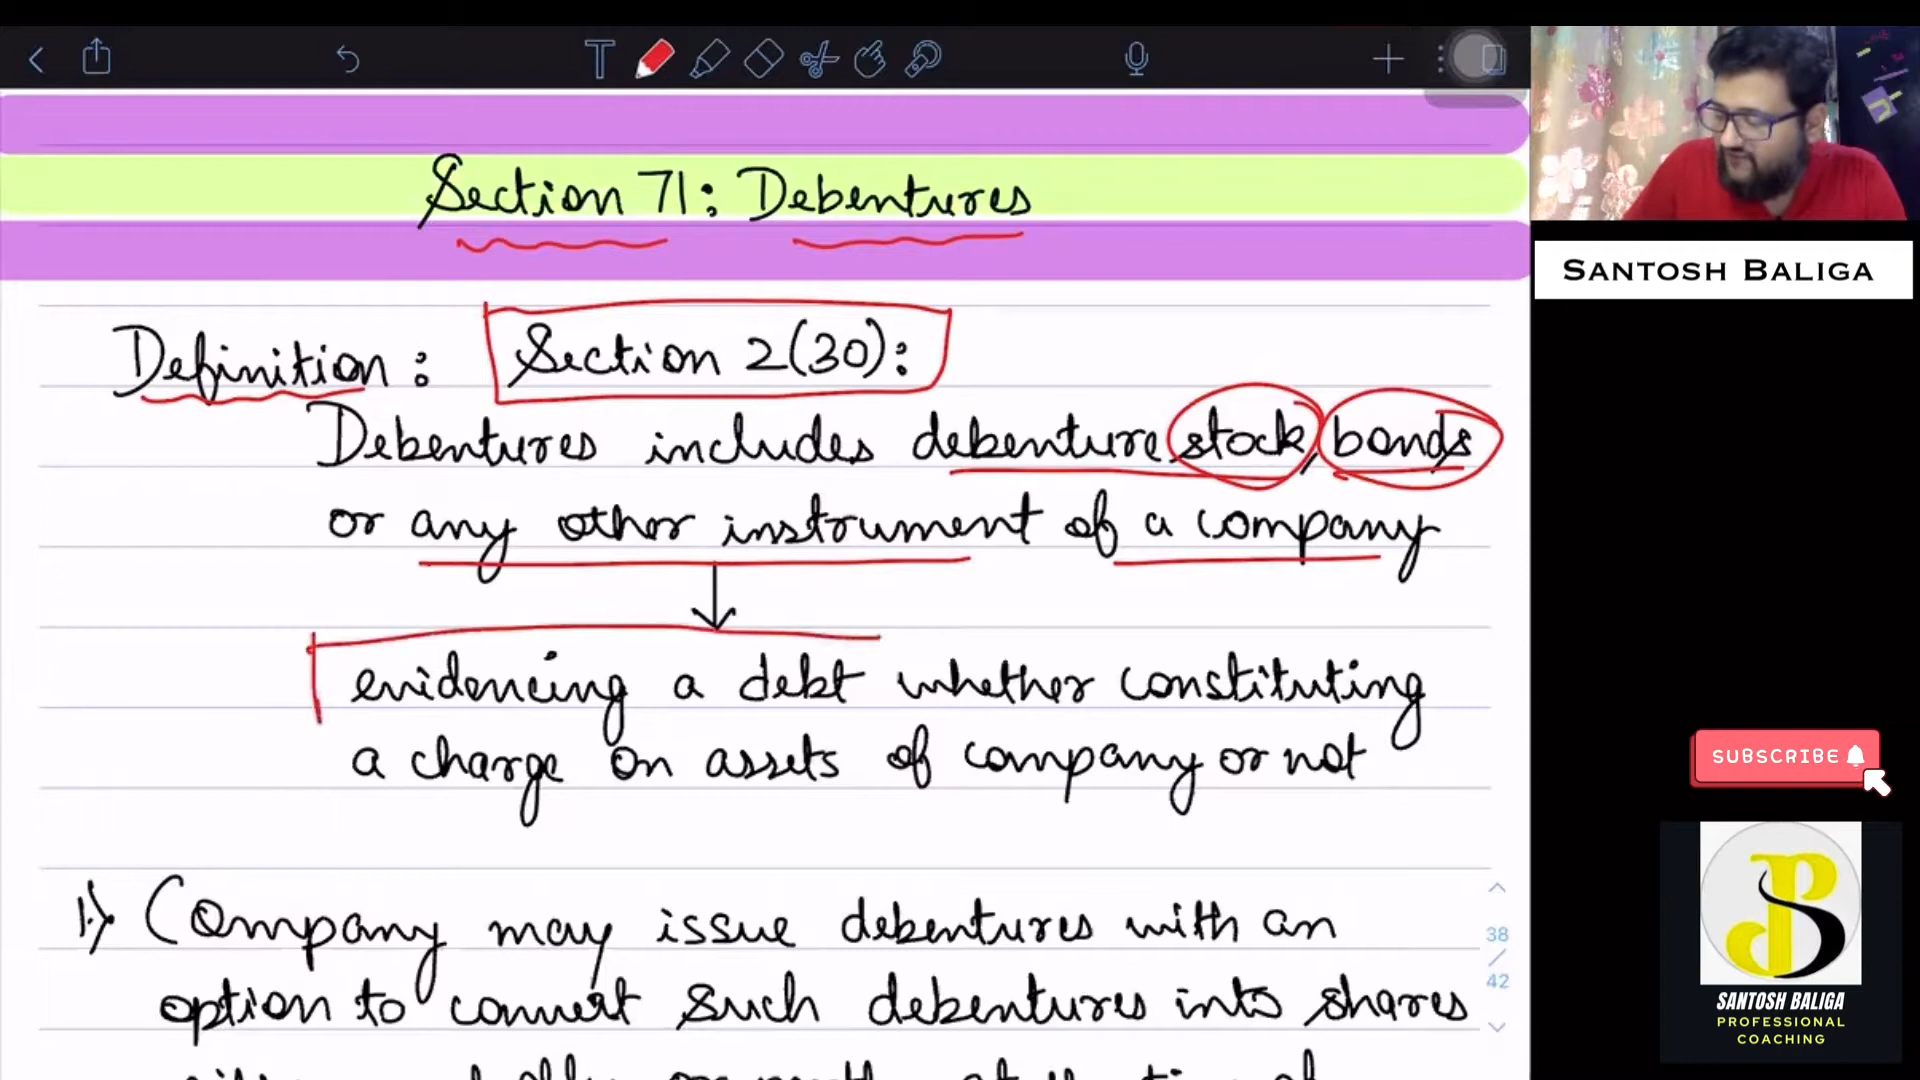 Section 71: Debentures
SANTOSH BALIGA
Definition: Section 2(30):
Debentures includes debenture stock, bonds
or any other instrument of a company
evidencing a debt whether constituting
a charge on assets of company or not
SUBSCRIBE
1) Company may issue debentures with an
38
/
42
option to convert such debentures into shares
SANTOSH BALIGA
PROFESSIONAL
COACHING